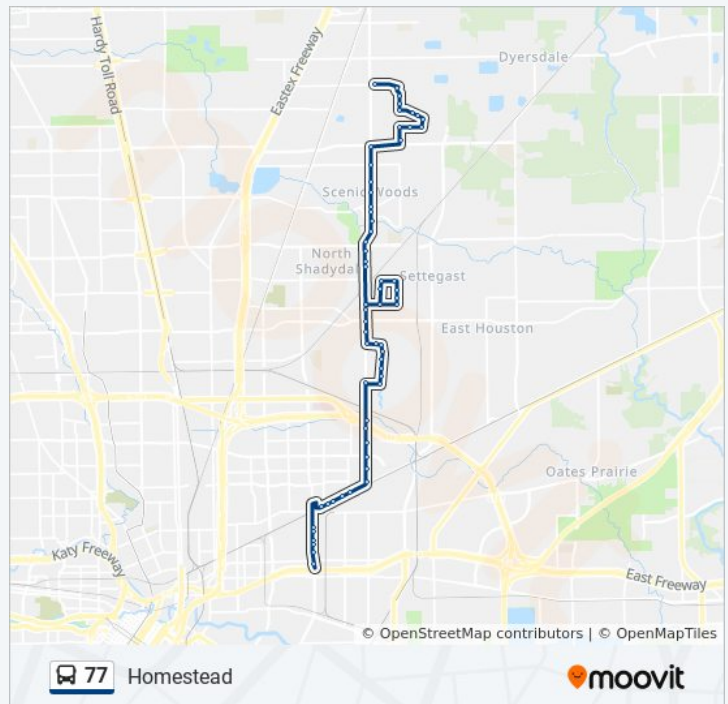 Hardy Toll Road
Eastex Freeway
Dyersdale
Scenic Woods
North
Shadydale
Settegast
East Houston
Oates Prairie
Katy Freeway
East Freeway
© OpenStreetMap contributors | © OpenMapTiles
77 Homestead
moovit